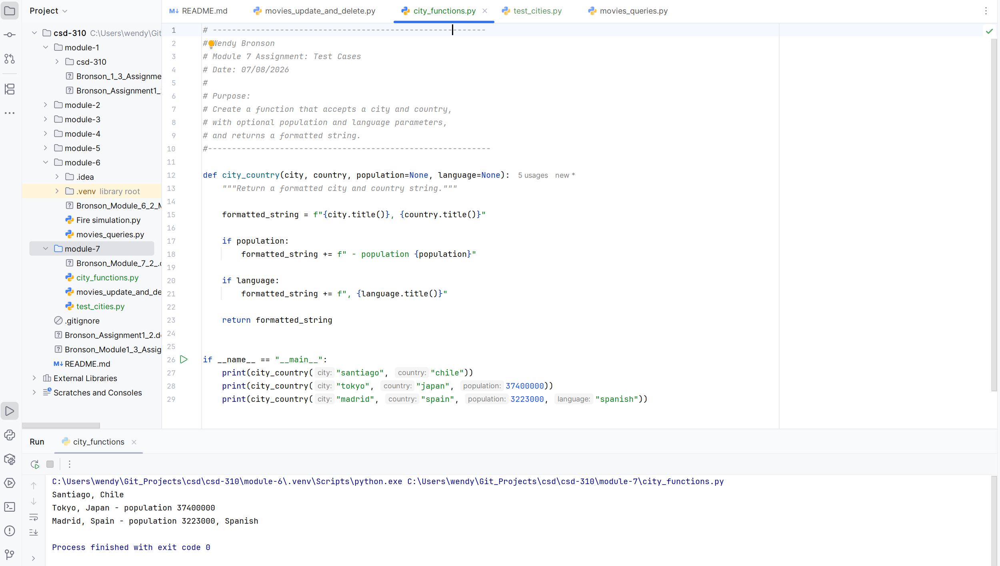 Project
README.md
movies_update_and_delete.py
city_functions.py
test_cities.py
movies_queries.py
csd-310 C:\Users\wendy\Git
module-1
csd-310
Bronson_1_3_Assignme
Bronson_Assignment1_
module-2
module-3
module-4
module-5
module-6
.idea
.venv library root
Bronson_Module_6_2_M
Fire simulation.py
movies_queries.py
module-7
Bronson_Module_7_2_.
city_functions.py
movies_update_and_de
test_cities.py
.gitignore
Bronson_Assignment1_2.d
Bronson_Module1_3_Assig
README.md
External Libraries
Scratches and Consoles
1 # ---------------------------------------------------------
2 # Wendy Bronson
3 # Module 7 Assignment: Test Cases
4 # Date: 07/08/2026
5 #
6 # Purpose:
7 # Create a function that accepts a city and country,
8 # with optional population and language parameters,
9 # and returns a formatted string.
10 #-----------------------------------------------------------
11
12 def city_country(city, country, population=None, language=None): 5 usages new *
13 """Return a formatted city and country string."""
14
15 formatted_string = f"{city.title()}, {country.title()}"
16
17 if population:
18 formatted_string += f" - population {population}"
19
20 if language:
21 formatted_string += f", {language.title()}"
22
23 return formatted_string
24
25
26 if __name__ == "__main__":
27 print(city_country( city: "santiago", country: "chile"))
28 print(city_country( city: "tokyo", country: "japan", population: 37400000))
29 print(city_country( city: "madrid", country: "spain", population: 3223000, language: "spanish"))
Run city_functions
C:\Users\wendy\Git_Projects\csd\csd-310\module-6\.venv\Scripts\python.exe C:\Users\wendy\Git_Projects\csd\csd-310\module-7\city_functions.py
Santiago, Chile
Tokyo, Japan - population 37400000
Madrid, Spain - population 3223000, Spanish
Process finished with exit code 0